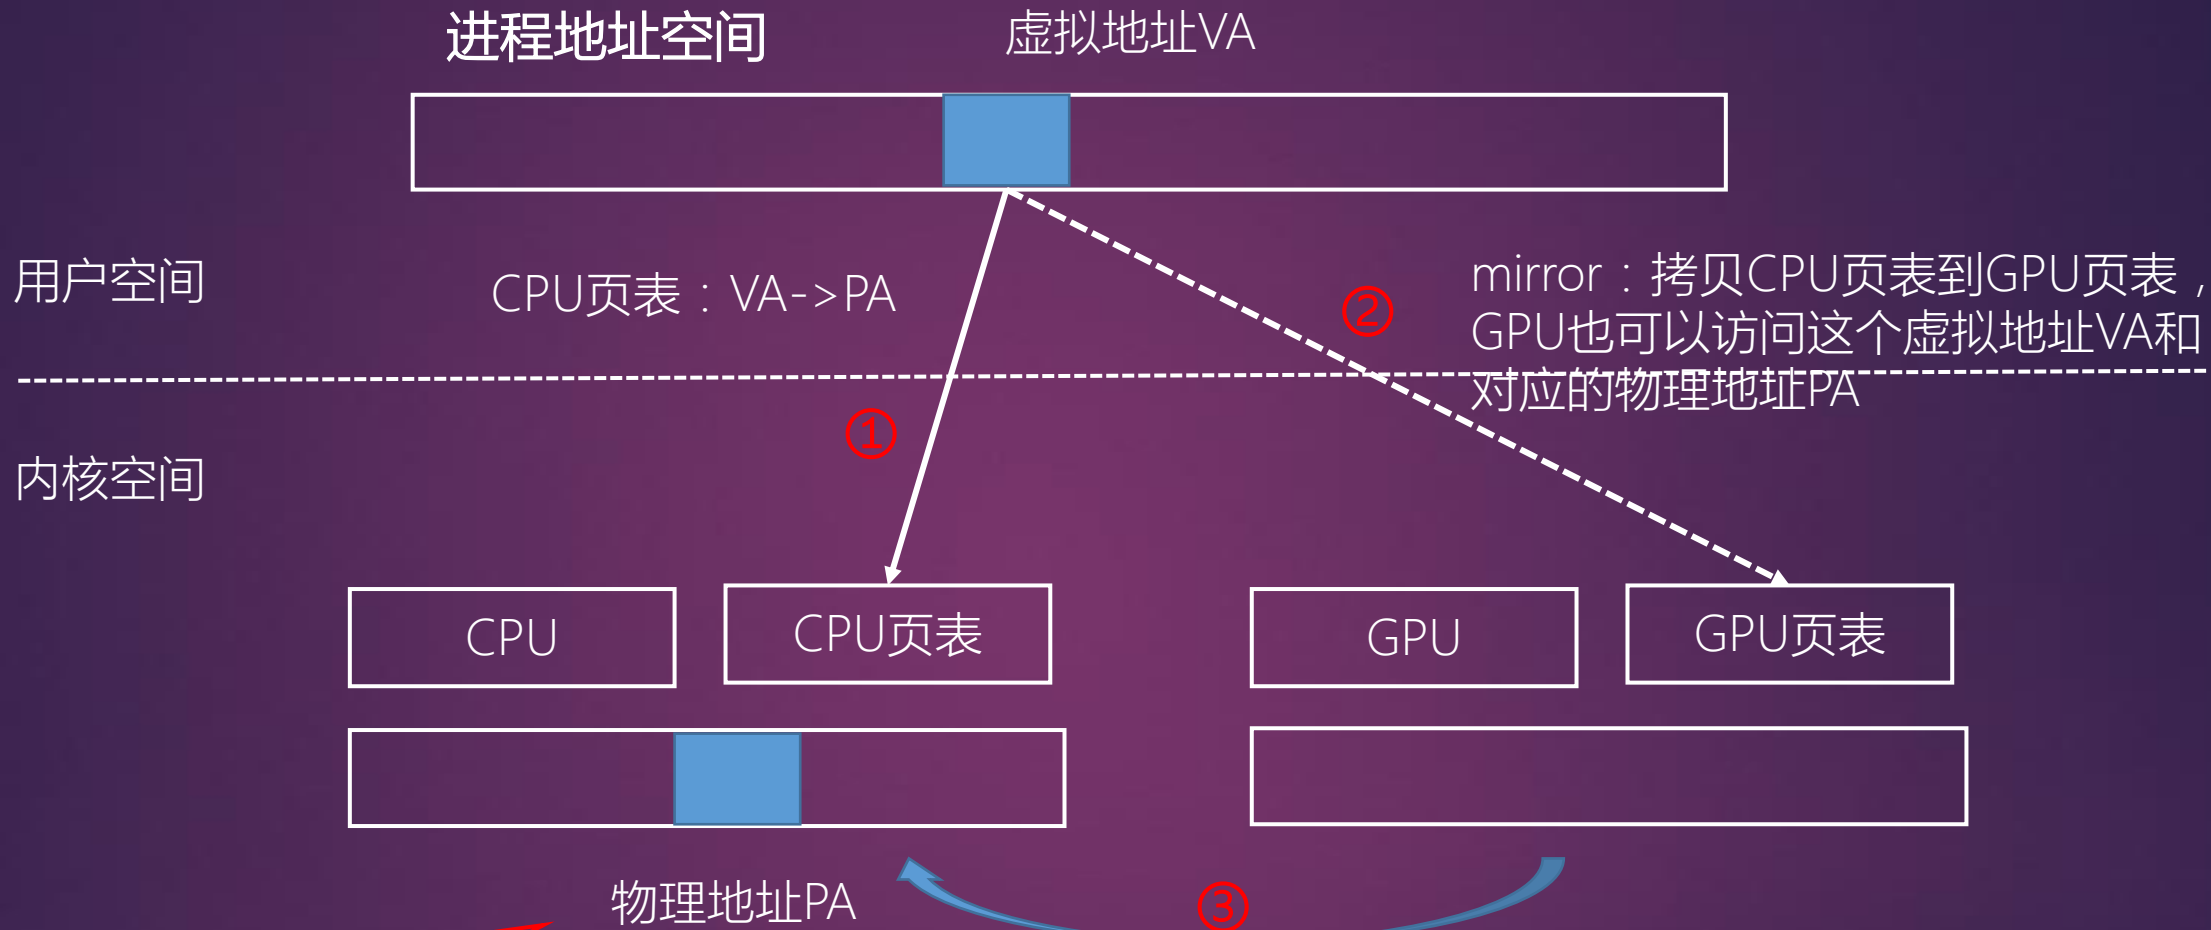 进程地址空间
虚拟地址VA
用户空间
CPU页表：VA->PA
②
mirror：拷贝CPU页表到GPU页表，
GPU也可以访问这个虚拟地址VA和
对应的物理地址PA
①
内核空间
CPU
CPU页表
GPU
GPU页表
物理地址PA
③